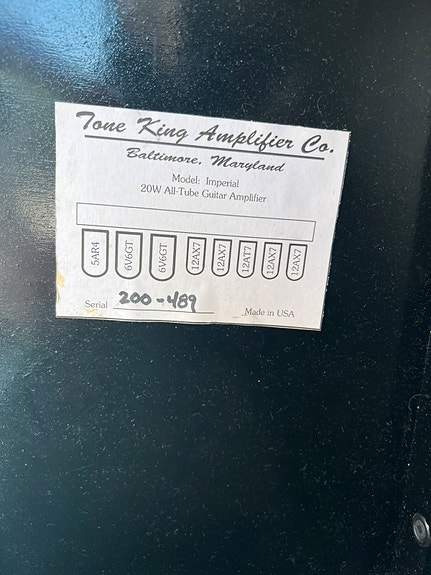 Tone King Amplifier Co.
Baltimore, Maryland
Model: Imperial
20W All-Tube Guitar Amplifier
5AR4 6V6GT 6V6GT 12AX7 12AX7 12AT7 12AX7 12AX7
Serial 200-489 Made in USA